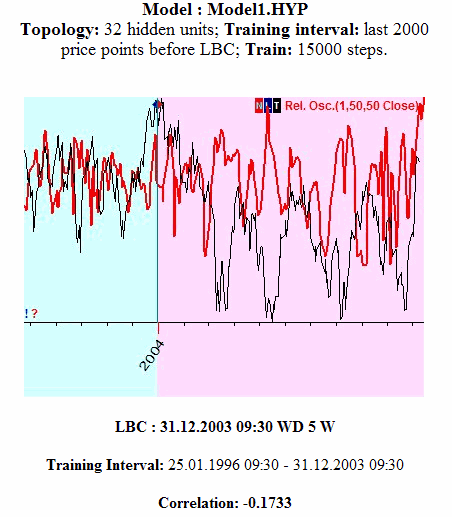 Model : Model1.HYP
Topology: 32 hidden units; Training interval: last 2000
price points before LBC; Train: 15000 steps.
N L T Rel. Osc.(1,50,50 Close)
!?
2004
LBC : 31.12.2003 09:30 WD 5 W
Training Interval: 25.01.1996 09:30 - 31.12.2003 09:30
Correlation: -0.1733